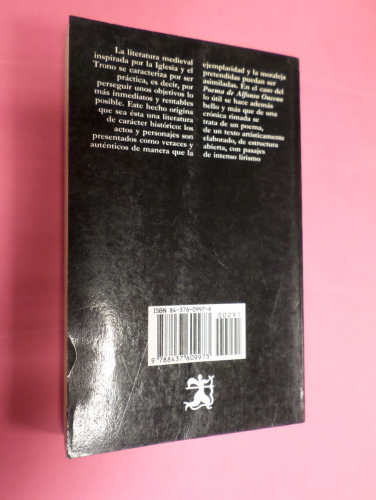 La literatura medieval
inspirada por la Iglesia y el
Trono se caracteriza por ser
práctica, es decir, por
perseguir unos objetivos lo
más inmediatos y rentables
posible. Este hecho origina
que sea ésta una literatura
de carácter histórico: los
actos y personajes son
presentados como veraces y
auténticos de manera que la
ejemplaridad y la moraleja
pretendidas puedan ser
asimiladas. En el caso del
Poema de Alfonso Onceno
lo útil se hace además
bello y más que de una
crónica rimada se
trata de un poema,
de un texto artísticamente
elaborado, de estructura
abierta, con pasajes
de intenso lirismo
ISBN 84-376-0997-6
00291
9 788437 609973